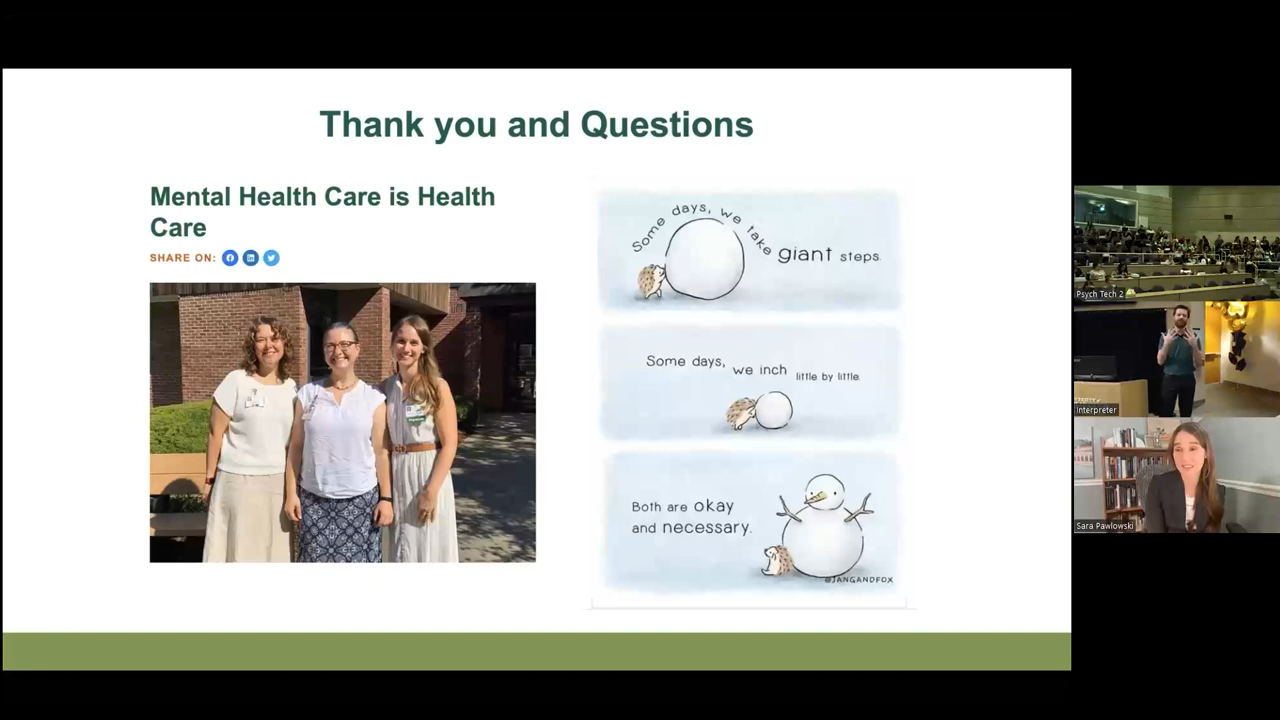 Thank you and Questions
Mental Health Care is Health
Care
SHARE ON:
Some days, we take giant steps.
Some days, we inch little by little.
Both are okay
and necessary.
@JANGANDFOX
Psych Tech 2
Interpreter
Sara Pawlowski